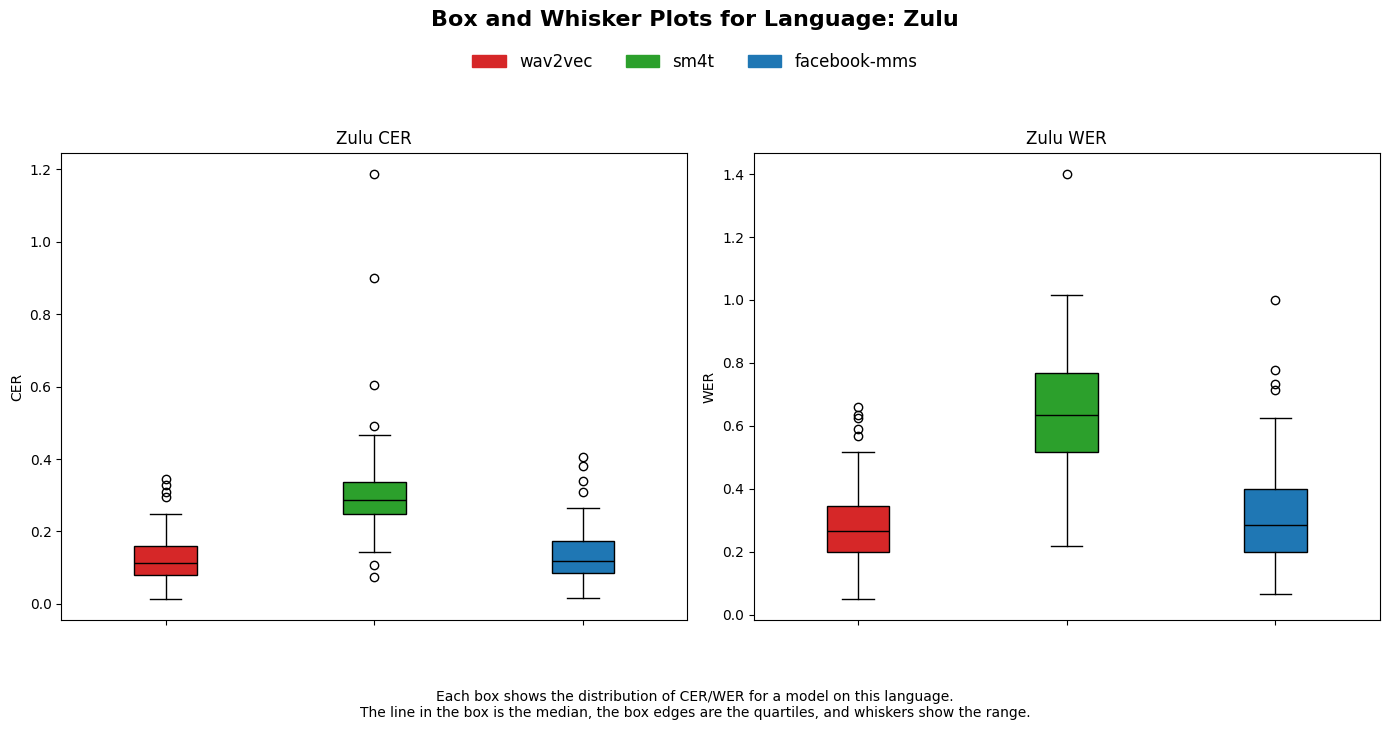 Box and Whisker Plots for Language: Zulu
wav2vec sm4t facebook-mms
Zulu CER
1.2
1.0
0.8
0.6
0.4
0.2
0.0
CER
Zulu WER
1.4
1.2
1.0
0.8
0.6
0.4
0.2
0.0
WER
Each box shows the distribution of CER/WER for a model on this language.
The line in the box is the median, the box edges are the quartiles, and whiskers show the range.